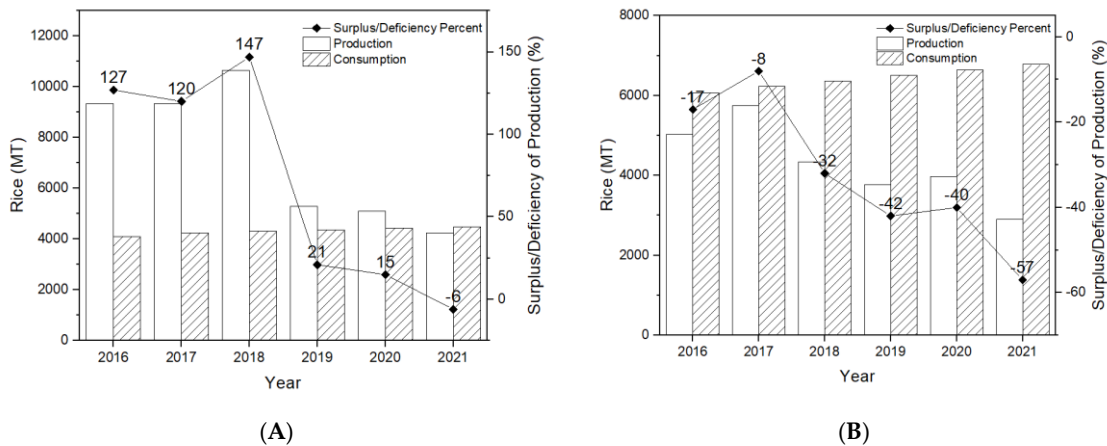 Surplus/Deficiency Percent
Production
Consumption
12000
10000
8000
6000
4000
2000
0
Rice (MT)
127
120
147
21
15
-6
150
100
50
0
Surplus/Deficiency of Production (%)
2016 2017 2018 2019 2020 2021
Year
(A)
Surplus/Deficiency Percent
Production
Consumption
8000
6000
4000
2000
0
Rice (MT)
-17
-8
-32
-42
-40
-57
0
-20
-40
-60
Surplus/Deficiency of Production (%)
2016 2017 2018 2019 2020 2021
Year
(B)